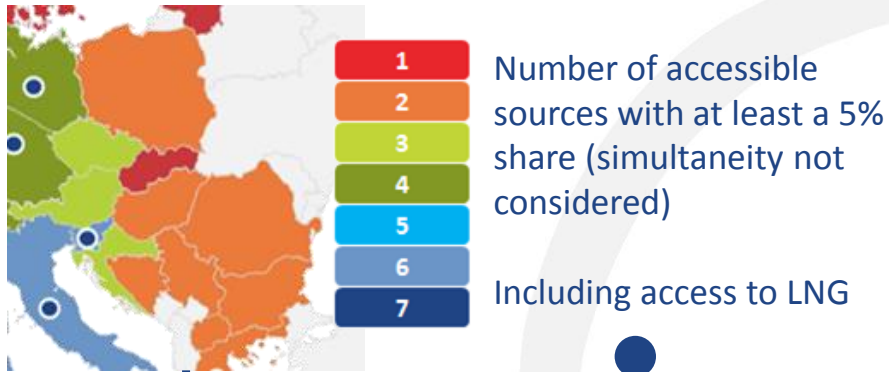 1
2
3
4
5
6
7
Number of accessible
sources with at least a 5%
share (simultaneity not
considered)
Including access to LNG